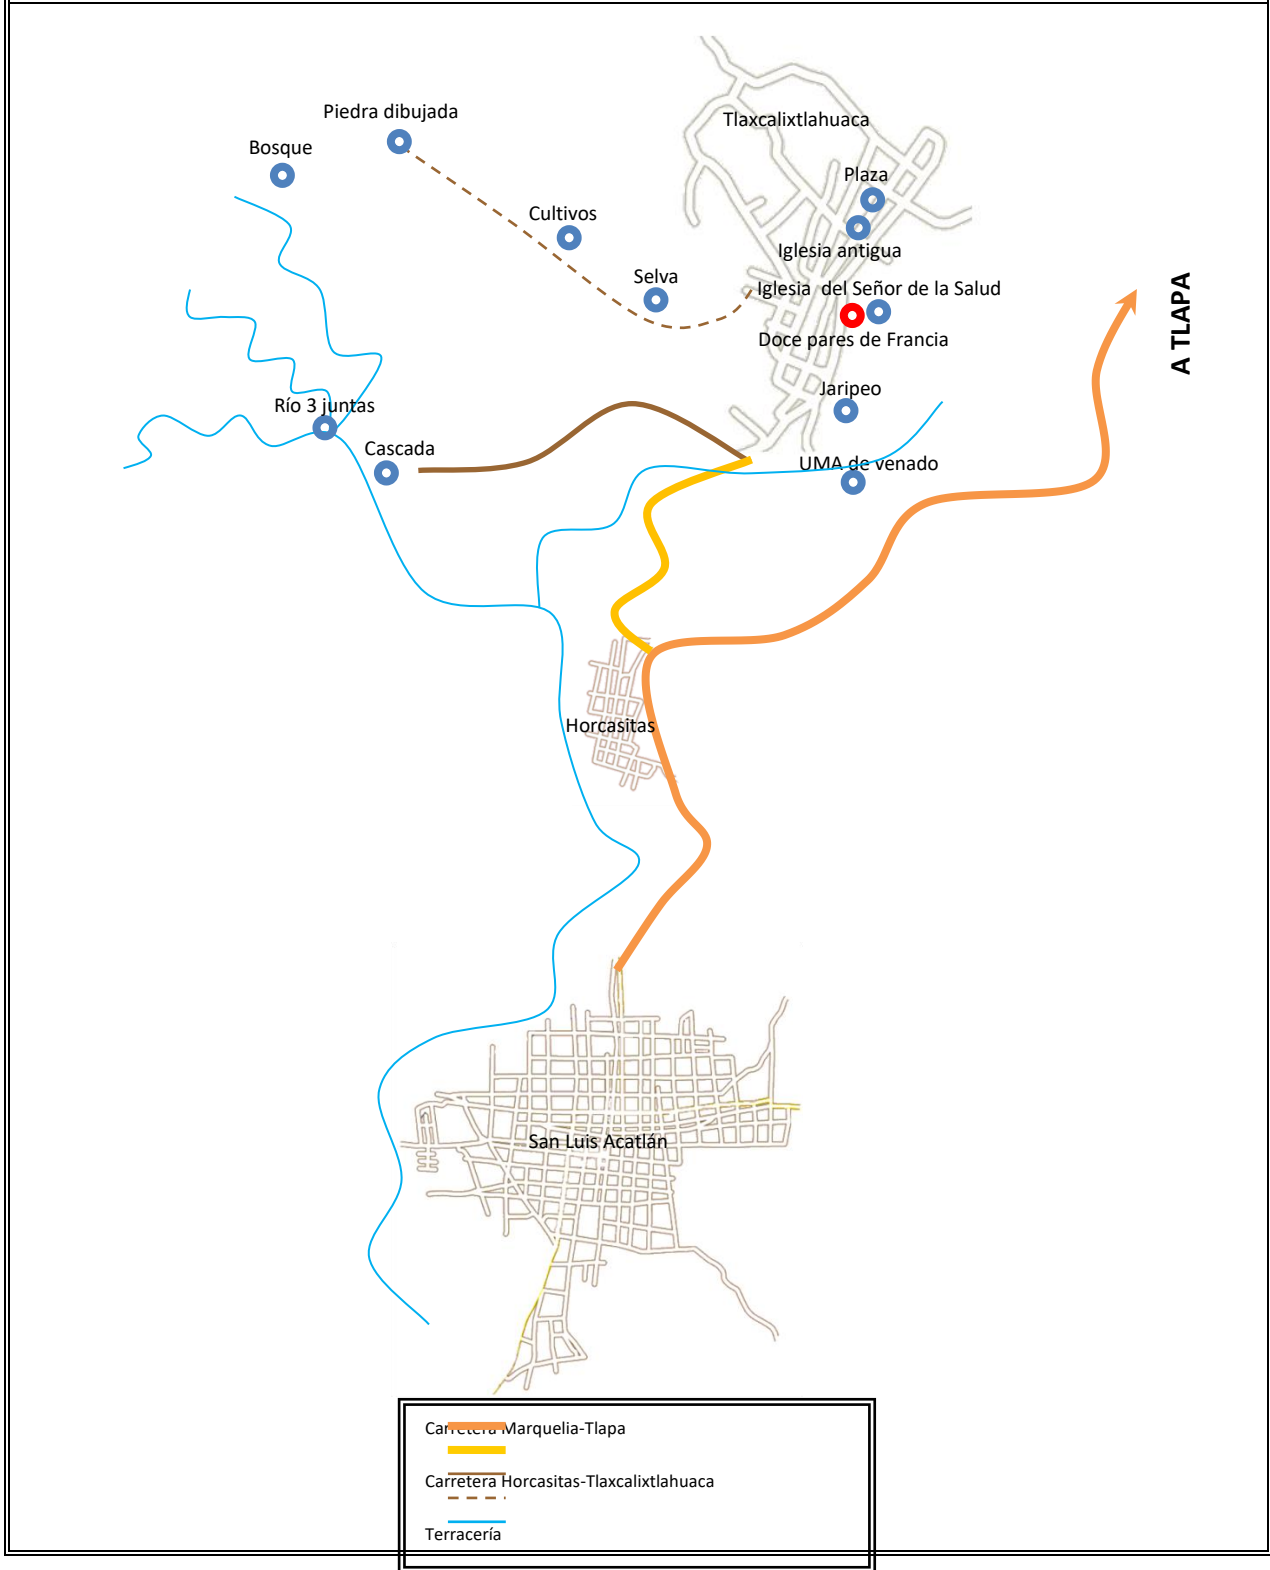 Piedra dibujada
Tlaxcalixtlahuaca
Bosque
Plaza
Cultivos
Iglesia antigua
Selva
Iglesia del Señor de la Salud
A TLAPA
Doce pares de Francia
Jaripeo
Río 3 juntas
Cascada
UMA de venado
Horcasitas
San Luis Acatlán
Carretera Marquelia-Tlapa
Carretera Horcasitas-Tlaxcalixtlahuaca
Terracería